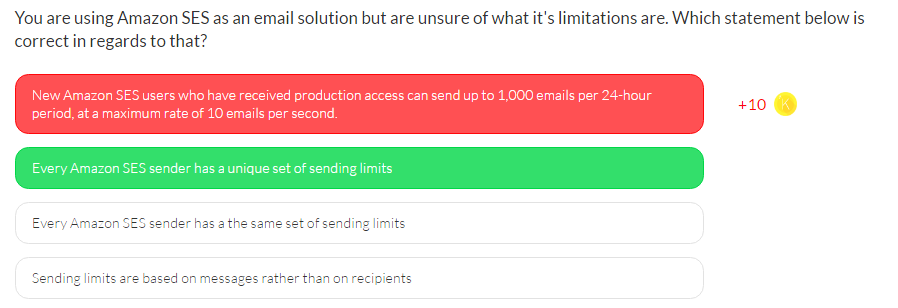 You are using Amazon SES as an email solution but are unsure of what it's limitations are. Which statement below is
correct in regards to that?
New Amazon SES users who have received production access can send up to 1,000 emails per 24-hour
period, at a maximum rate of 10 emails per second.
+10 K
Every Amazon SES sender has a unique set of sending limits
Every Amazon SES sender has a the same set of sending limits
Sending limits are based on messages rather than on recipients